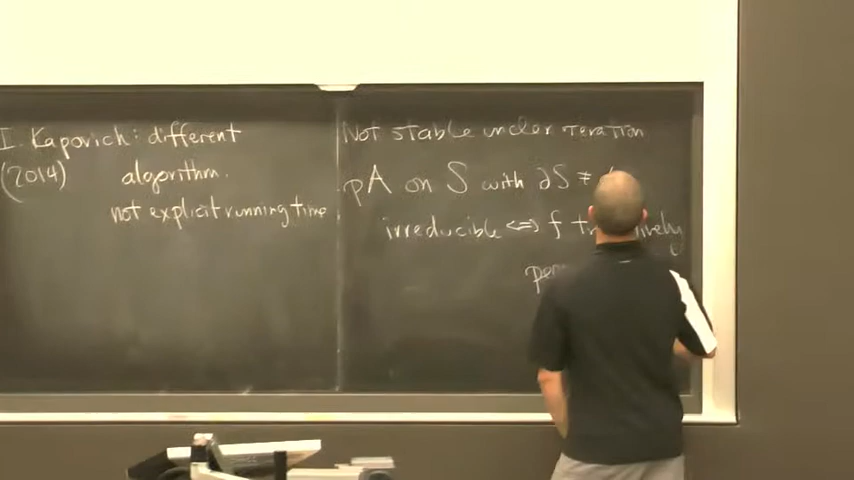 I. Kapovich: different
(2014) algorithm.
not explicit running time
Not stable under iteration
pA on S with ∂S ≠
irreducible <=> f